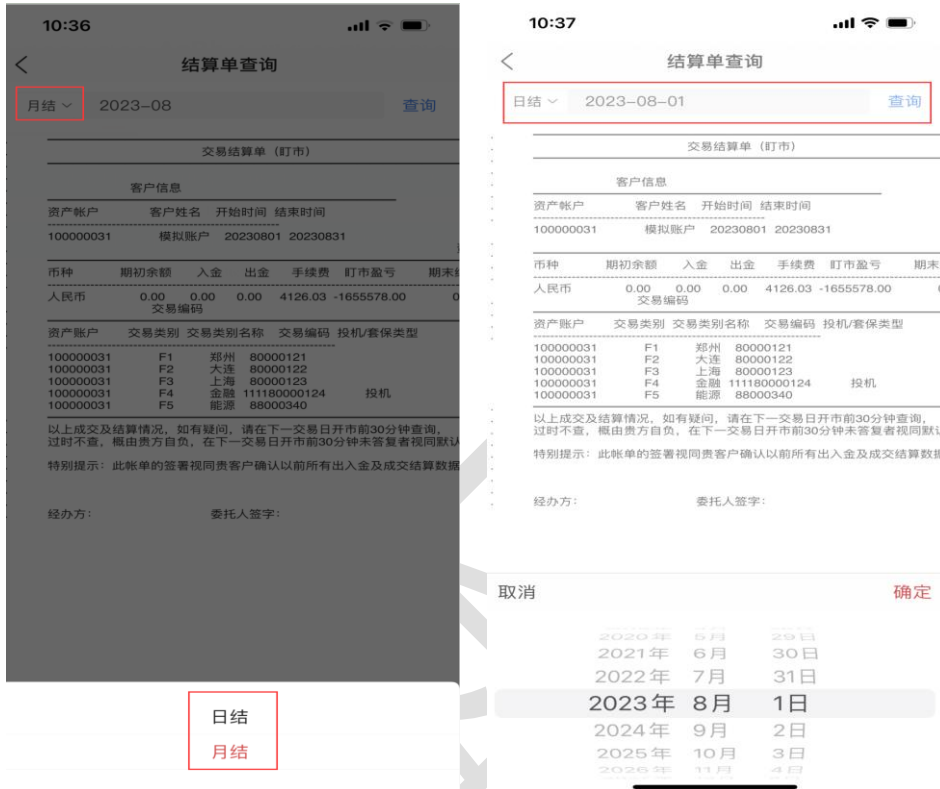 10:36
结算单查询
月结 2023-08 查询
交易结算单（盯市）
客户信息
资产帐户 客户姓名 开始时间 结束时间
100000031 模拟账户 20230801 20230831
币种 期初余额 入金 出金 手续费 盯市盈亏 期末
人民币 0.00 0.00 0.00 4126.03 -1655578.00 0
交易编码
资产账户 交易类别 交易类别名称 交易编码 投机/套保类型
100000031 F1 郑州 80000121
100000031 F2 大连 80000122
100000031 F3 上海 80000123
100000031 F4 金融 111180000124 投机
100000031 F5 能源 88000340
以上成交及结算情况，如有疑问，请在下一交易日开市前30分钟查询，
过时不查，概由贵方自负，在下一交易日开市前30分钟未答复者视同默认
特别提示：此帐单的签署视同贵客户确认以前所有出入金及成交结算数据
经办方： 委托人签字：
日结
月结
10:37
结算单查询
日结 2023-08-01 查询
交易结算单（盯市）
客户信息
资产帐户 客户姓名 开始时间 结束时间
100000031 模拟账户 20230801 20230831
币种 期初余额 入金 出金 手续费 盯市盈亏 期末
人民币 0.00 0.00 0.00 4126.03 -1655578.00
交易编码
资产账户 交易类别 交易类别名称 交易编码 投机/套保类型
100000031 F1 郑州 80000121
100000031 F2 大连 80000122
100000031 F3 上海 80000123
100000031 F4 金融 111180000124 投机
100000031 F5 能源 88000340
以上成交及结算情况，如有疑问，请在下一交易日开市前30分钟查询，
过时不查，概由贵方自负，在下一交易日开市前30分钟未答复者视同默认
特别提示：此帐单的签署视同贵客户确认以前所有出入金及成交结算数据
经办方： 委托人签字：
取消 确定
2020年 5月 29日
2021年 6月 30日
2022年 7月 31日
2023年 8月 1日
2024年 9月 2日
2025年 10月 3日
2026年 11月 4日